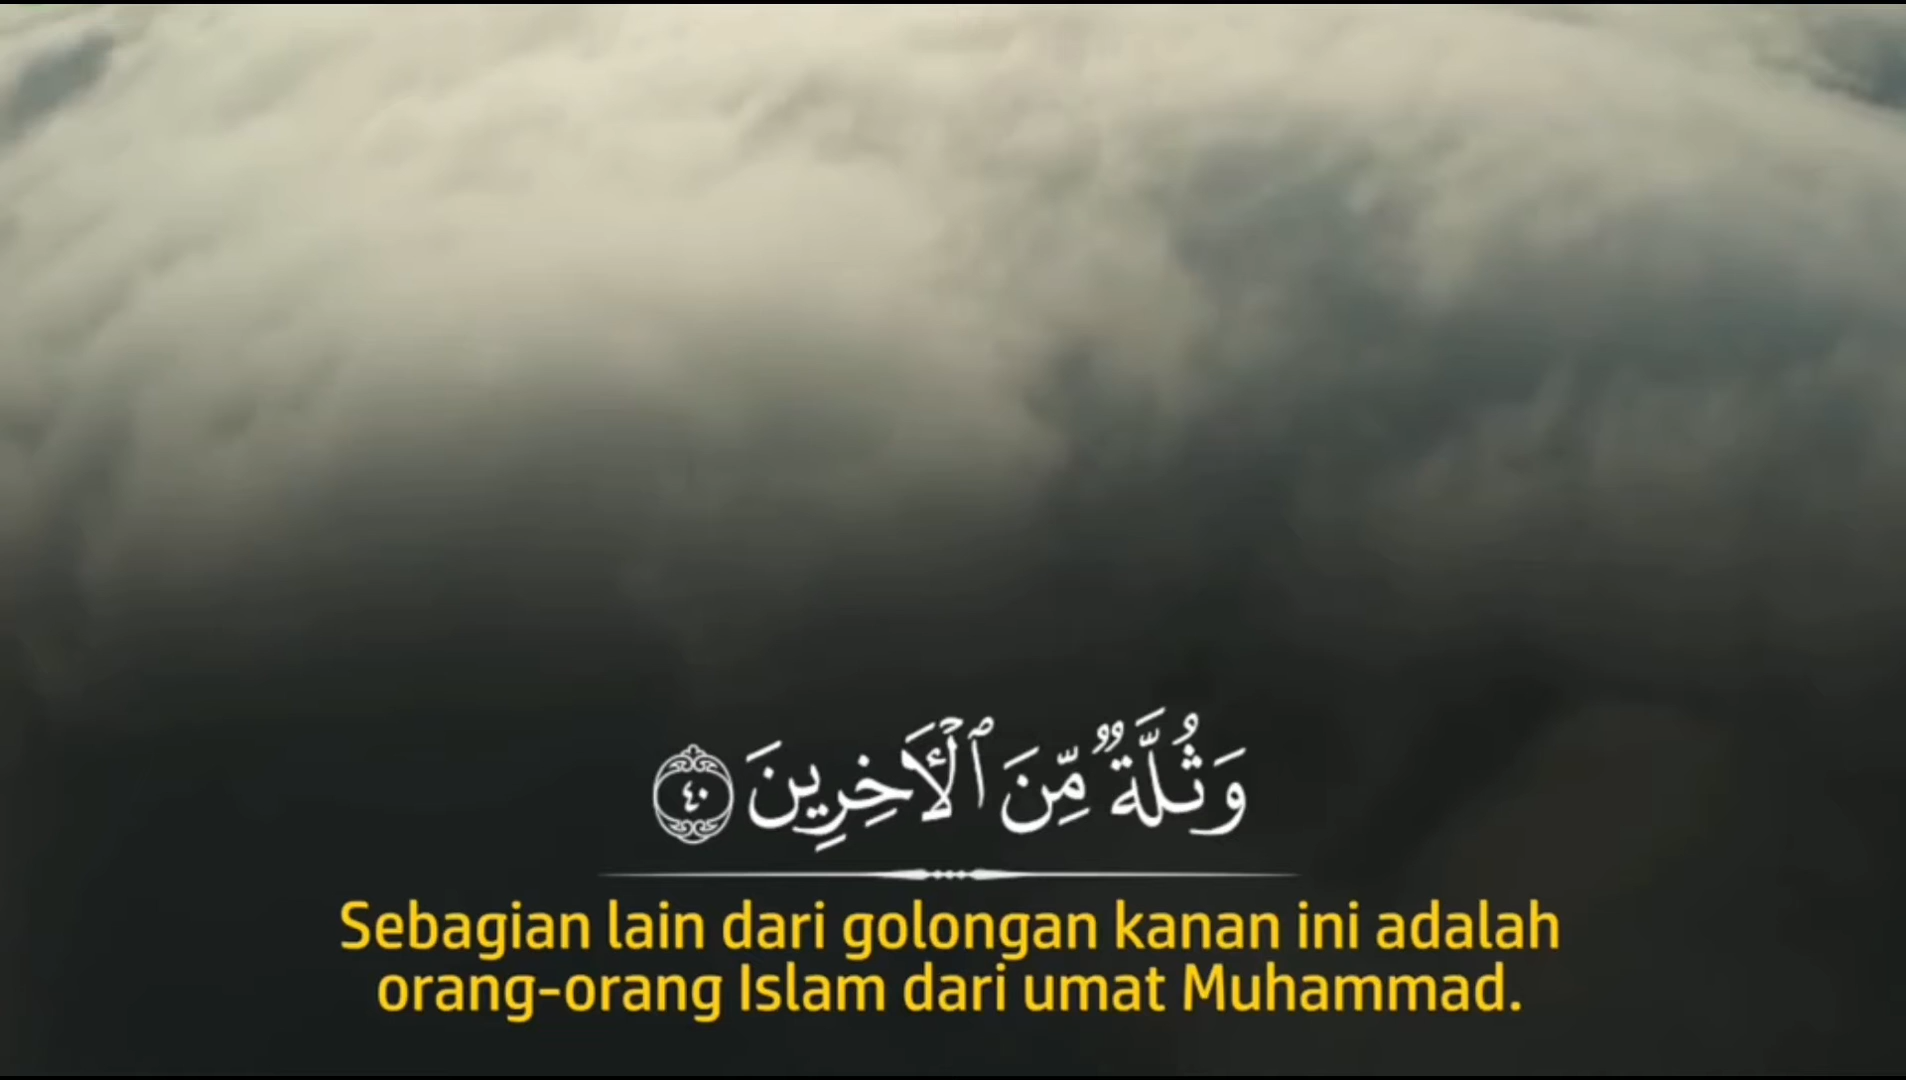 وَثُلَّةٌ مِّنَ ٱلْأَخِرِينَ ٤٠
Sebagian lain dari golongan kanan ini adalah
orang-orang Islam dari umat Muhammad.